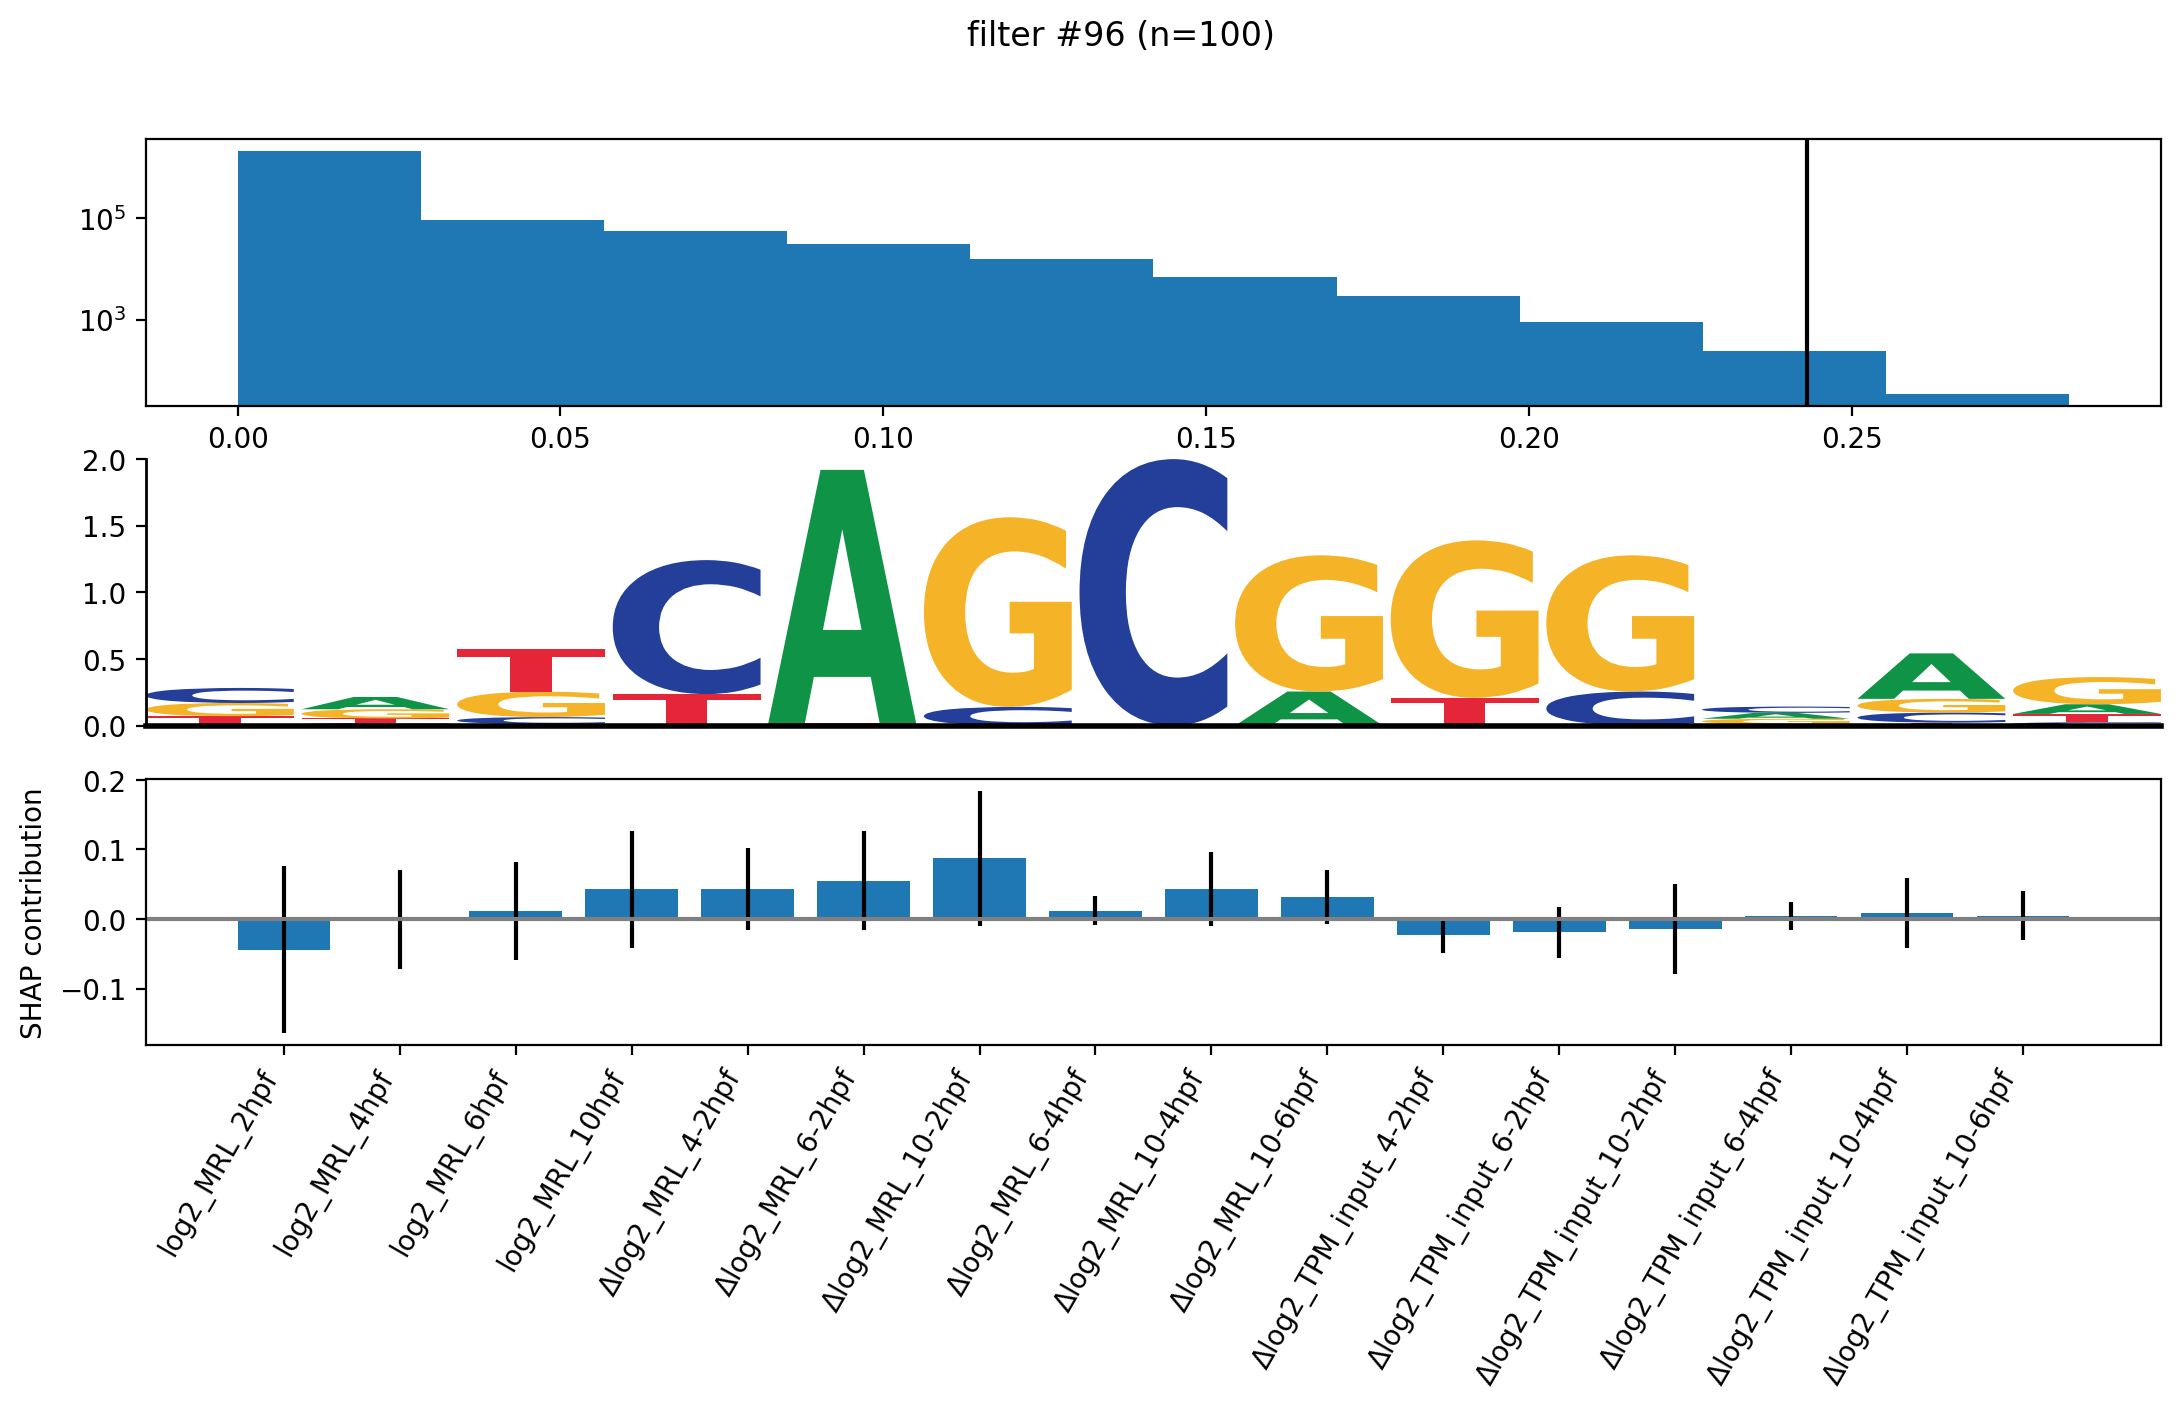 filter #96 (n=100)
10^5
10^3
0.00 0.05 0.10 0.15 0.20 0.25
2.0
1.5
1.0
0.5
0.0
C G T A G T T G C C T A G C C G A G T G C C A G A G C G A T C
0.2
0.1
0.0
−0.1
SHAP contribution
log2_MRL_2hpf
log2_MRL_4hpf
log2_MRL_6hpf
log2_MRL_10hpf
Δlog2_MRL_4-2hpf
Δlog2_MRL_6-2hpf
Δlog2_MRL_10-2hpf
Δlog2_MRL_6-4hpf
Δlog2_MRL_10-4hpf
Δlog2_MRL_10-6hpf
Δlog2_TPM_input_4-2hpf
Δlog2_TPM_input_6-2hpf
Δlog2_TPM_input_10-2hpf
Δlog2_TPM_input_6-4hpf
Δlog2_TPM_input_10-4hpf
Δlog2_TPM_input_10-6hpf